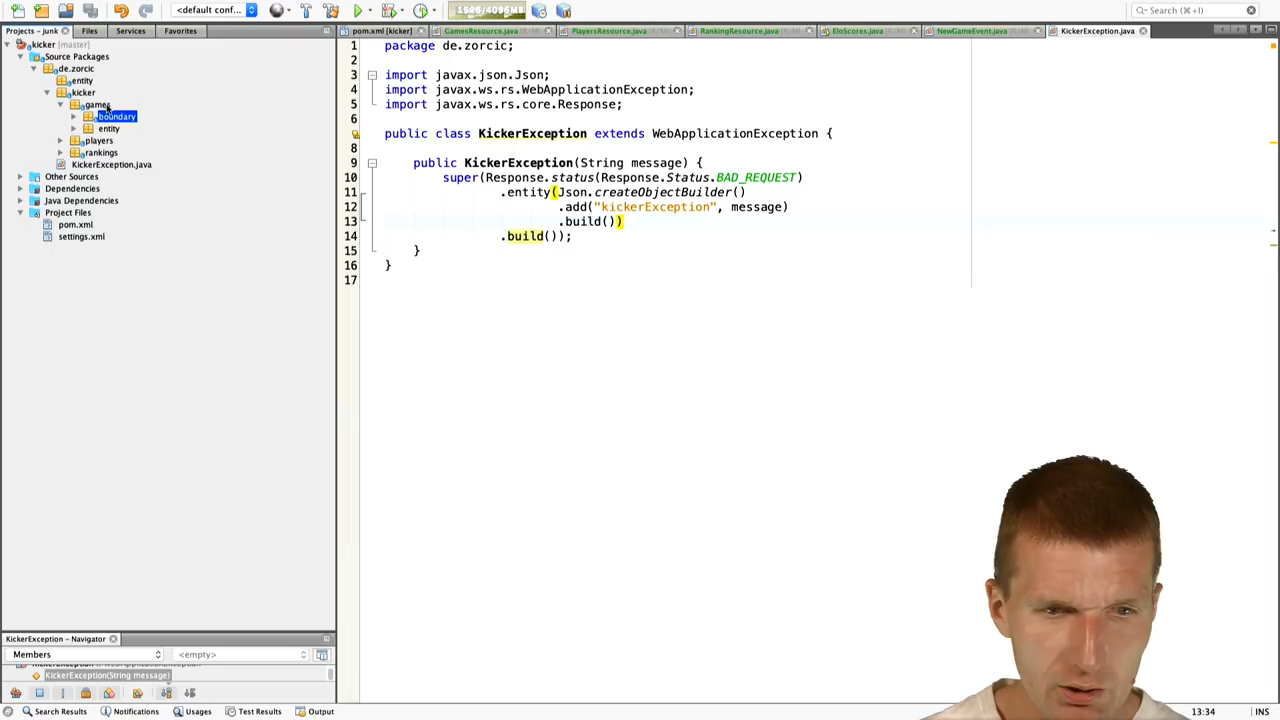 <default conf...
1526/4096MB
Search (⌘+I)
Projects – junk
Files
Services
Favorites
pom.xml [kicker]
GamesResource.java
PlayersResource.java
RankingResource.java
EloScores.java
NewGameEvent.java
KickerException.java
kicker [master]
Source Packages
de.zorcic
entity
kicker
games
boundary
entity
players
rankings
KickerException.java
Other Sources
Dependencies
Java Dependencies
Project Files
pom.xml
settings.xml
1 package de.zorcic;
2
3 import javax.json.Json;
4 import javax.ws.rs.WebApplicationException;
5 import javax.ws.rs.core.Response;
6
public class KickerException extends WebApplicationException {
8
9 public KickerException(String message) {
10 super(Response.status(Response.Status.BAD_REQUEST)
11 .entity(Json.createObjectBuilder()
12 .add("kickerException", message)
13 .build())
14 .build());
15 }
16 }
17
KickerException – Navigator
Members
<empty>
KickerException(String message)
Search Results
Notifications
Usages
Test Results
Output
13:34
INS